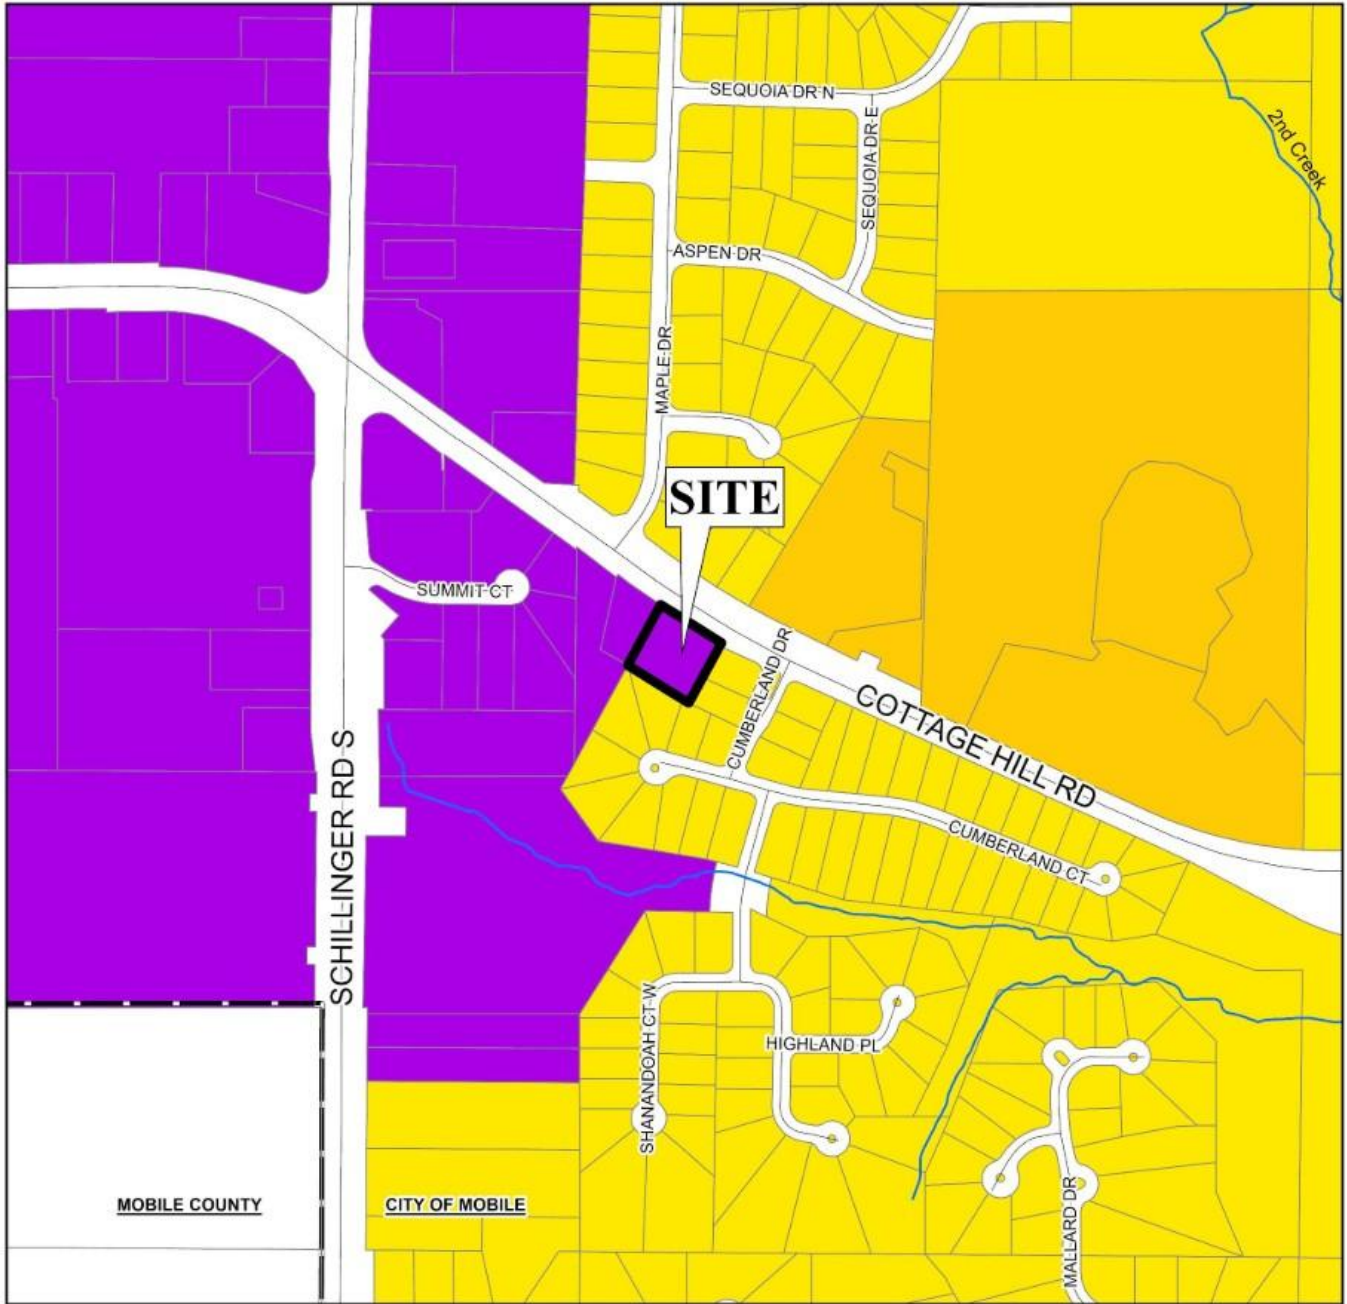 SEQUOIA DR N
2nd Creek
SEQUOIA DR E
ASPEN DR
MAPLE DR
SITE
SUMMIT CT
CUMBERLAND DR
COTTAGE HILL RD
SCHILLINGER RD S
CUMBERLAND CT
SHANANDOAH CT W
HIGHLAND PL
MALLARD DR
MOBILE COUNTY
CITY OF MOBILE